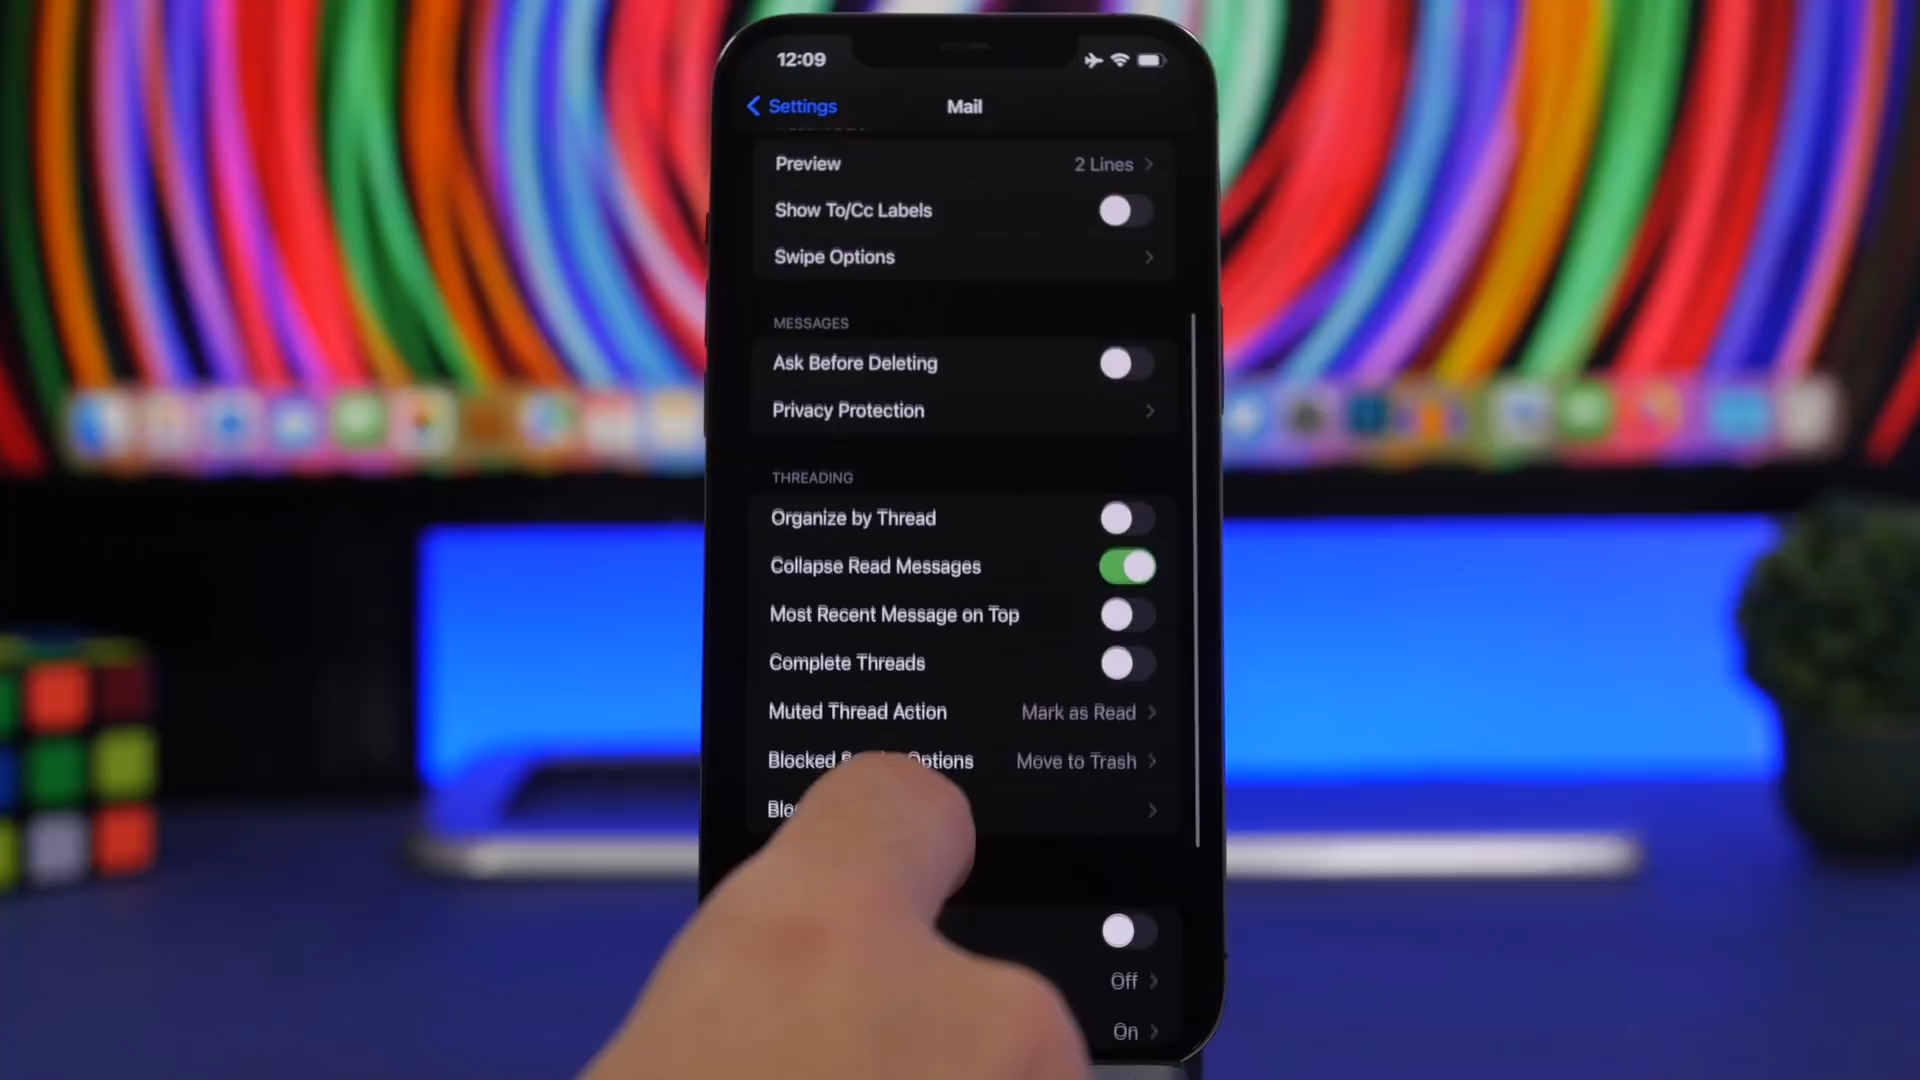 12:09
Settings
Mail
Preview 2 Lines
Show To/Cc Labels
Swipe Options
MESSAGES
Ask Before Deleting
Privacy Protection
THREADING
Organize by Thread
Collapse Read Messages
Most Recent Message on Top
Complete Threads
Muted Thread Action Mark as Read
Blocked Options Move to Trash
Off
On